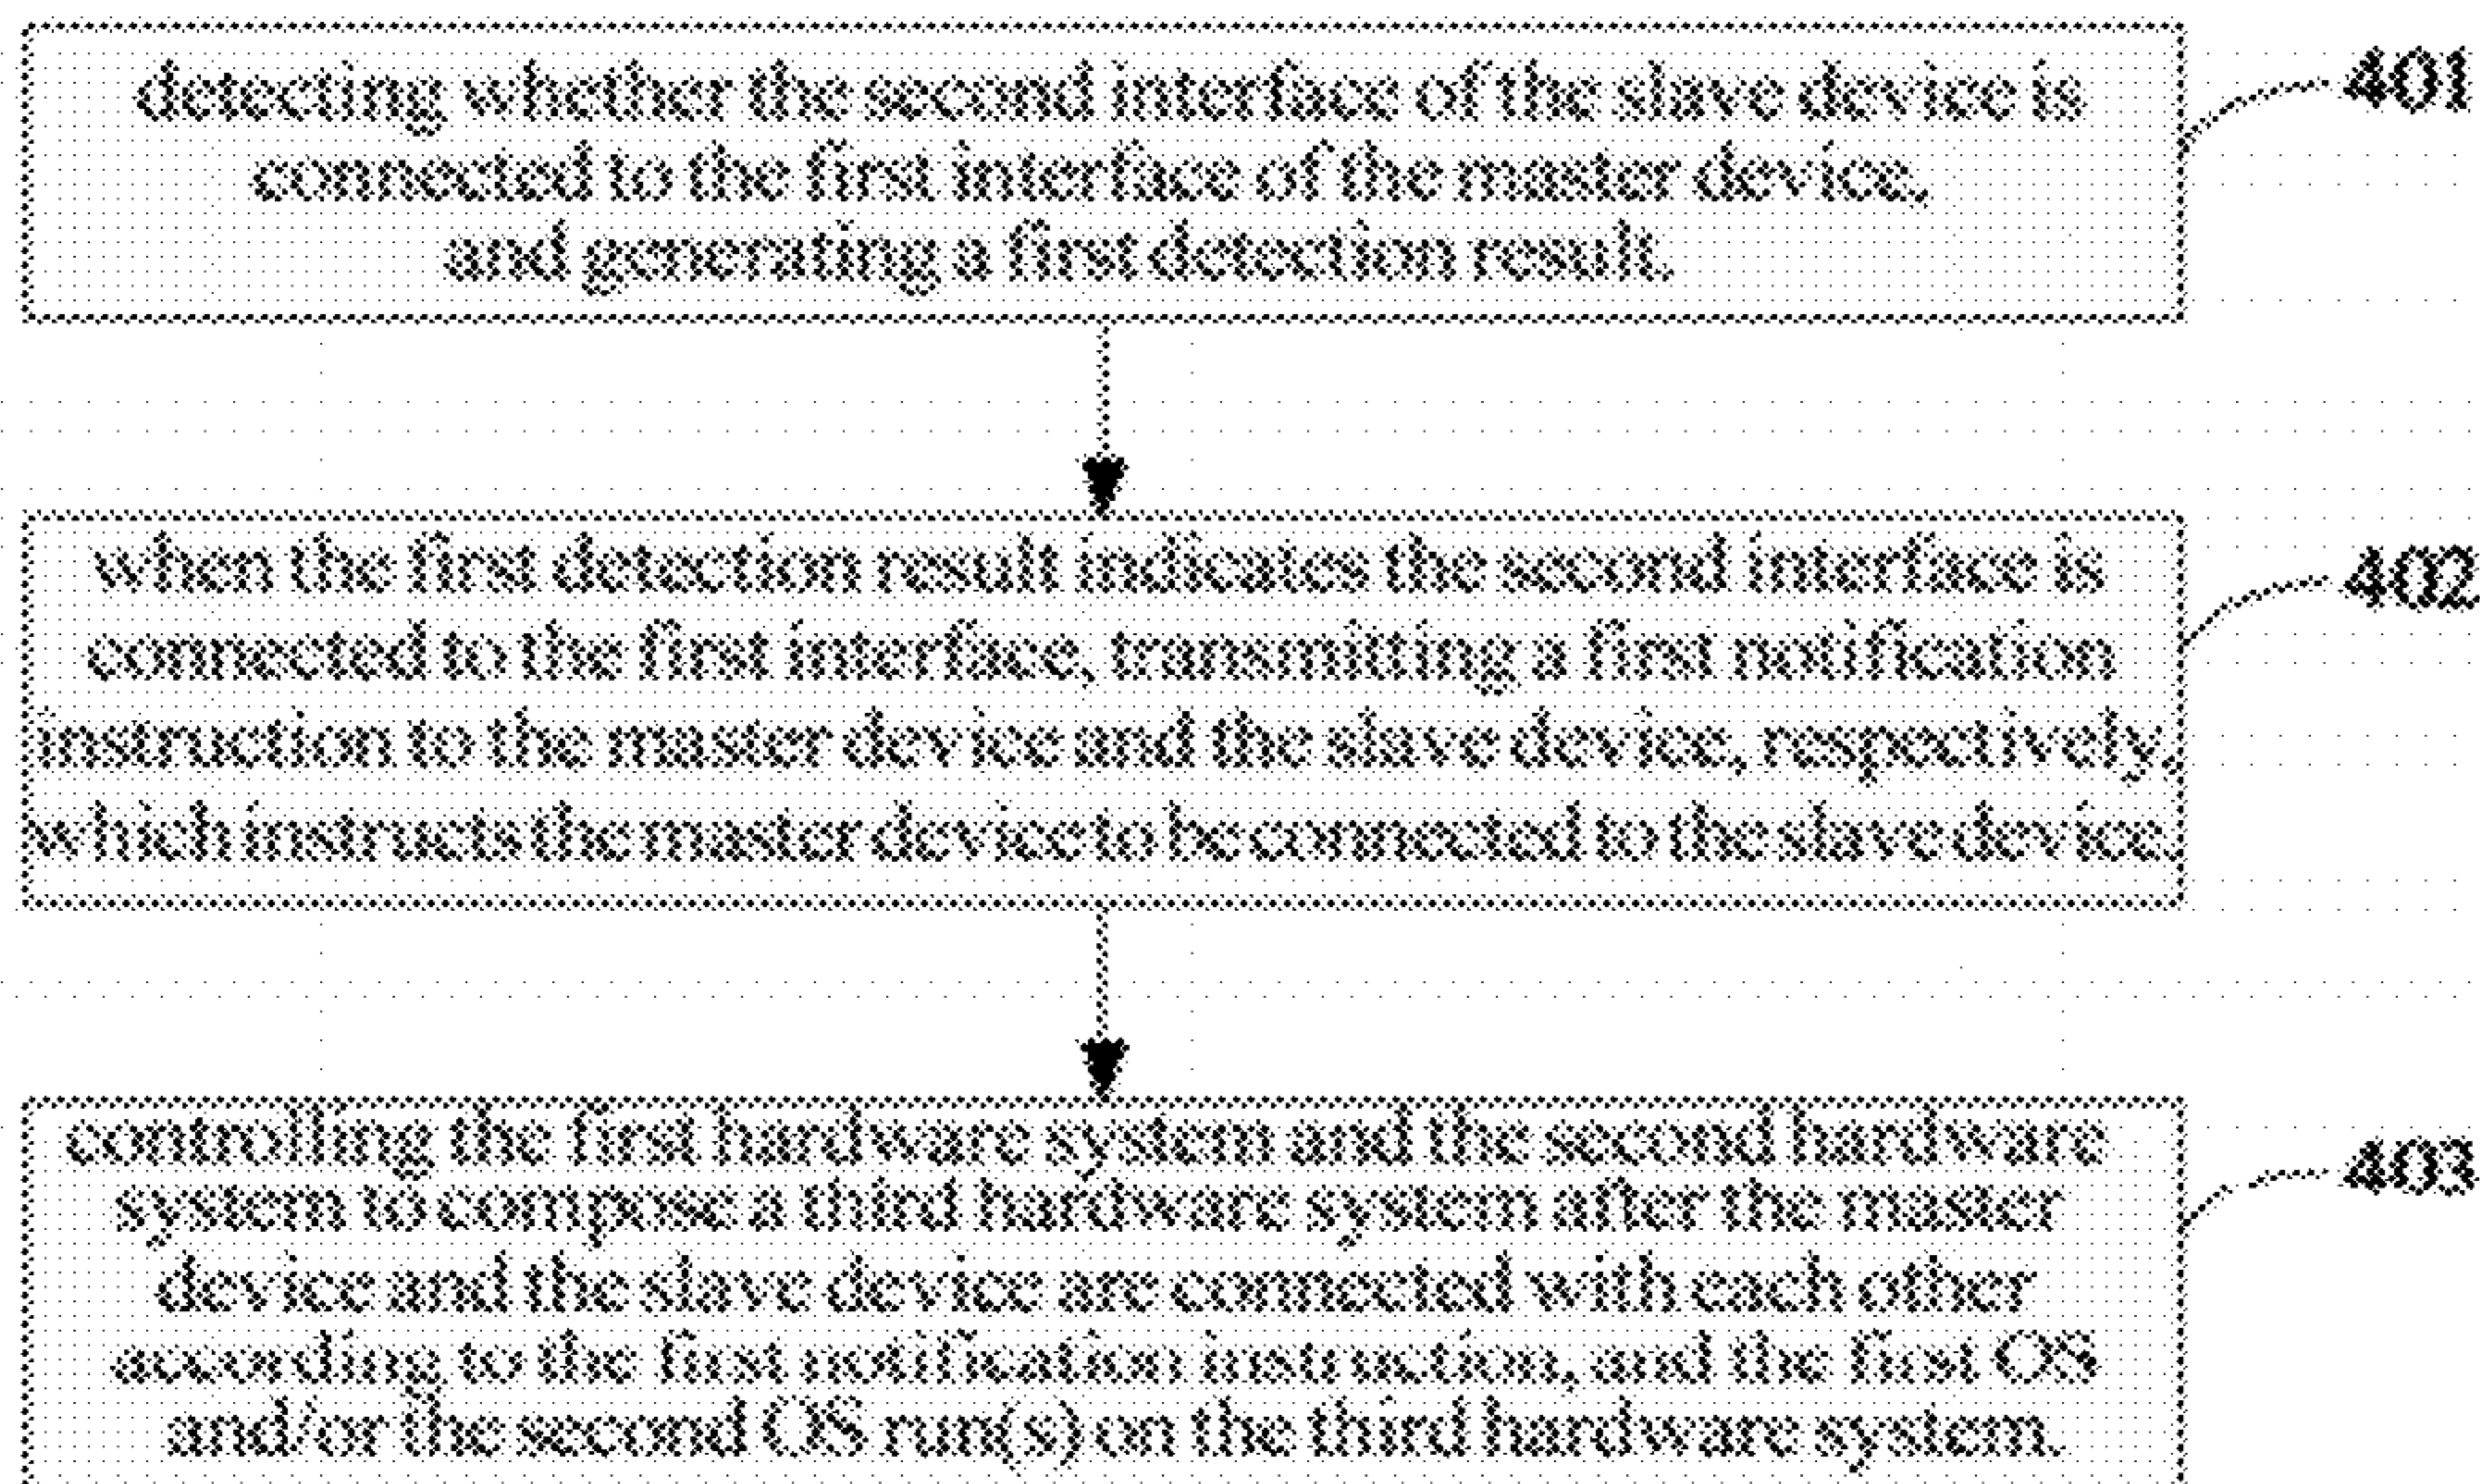 detecting whether the second interface of the slave device is
401
connected to the first interface of the master device,
and generating a first detection result.
when the first detection result indicates the second interface is
402
connected to the first interface, transmitting a first notification
instruction to the master device and the slave device, respectively,
which instructs the master device to be connected to the slave device.
controlling the first hardware system and the second hardware
403
system to compose a third hardware system after the master
device and the slave device are connected with each other
according to the first notification instruction, and the first OS
and/or the second OS run(s) on the third hardware system.